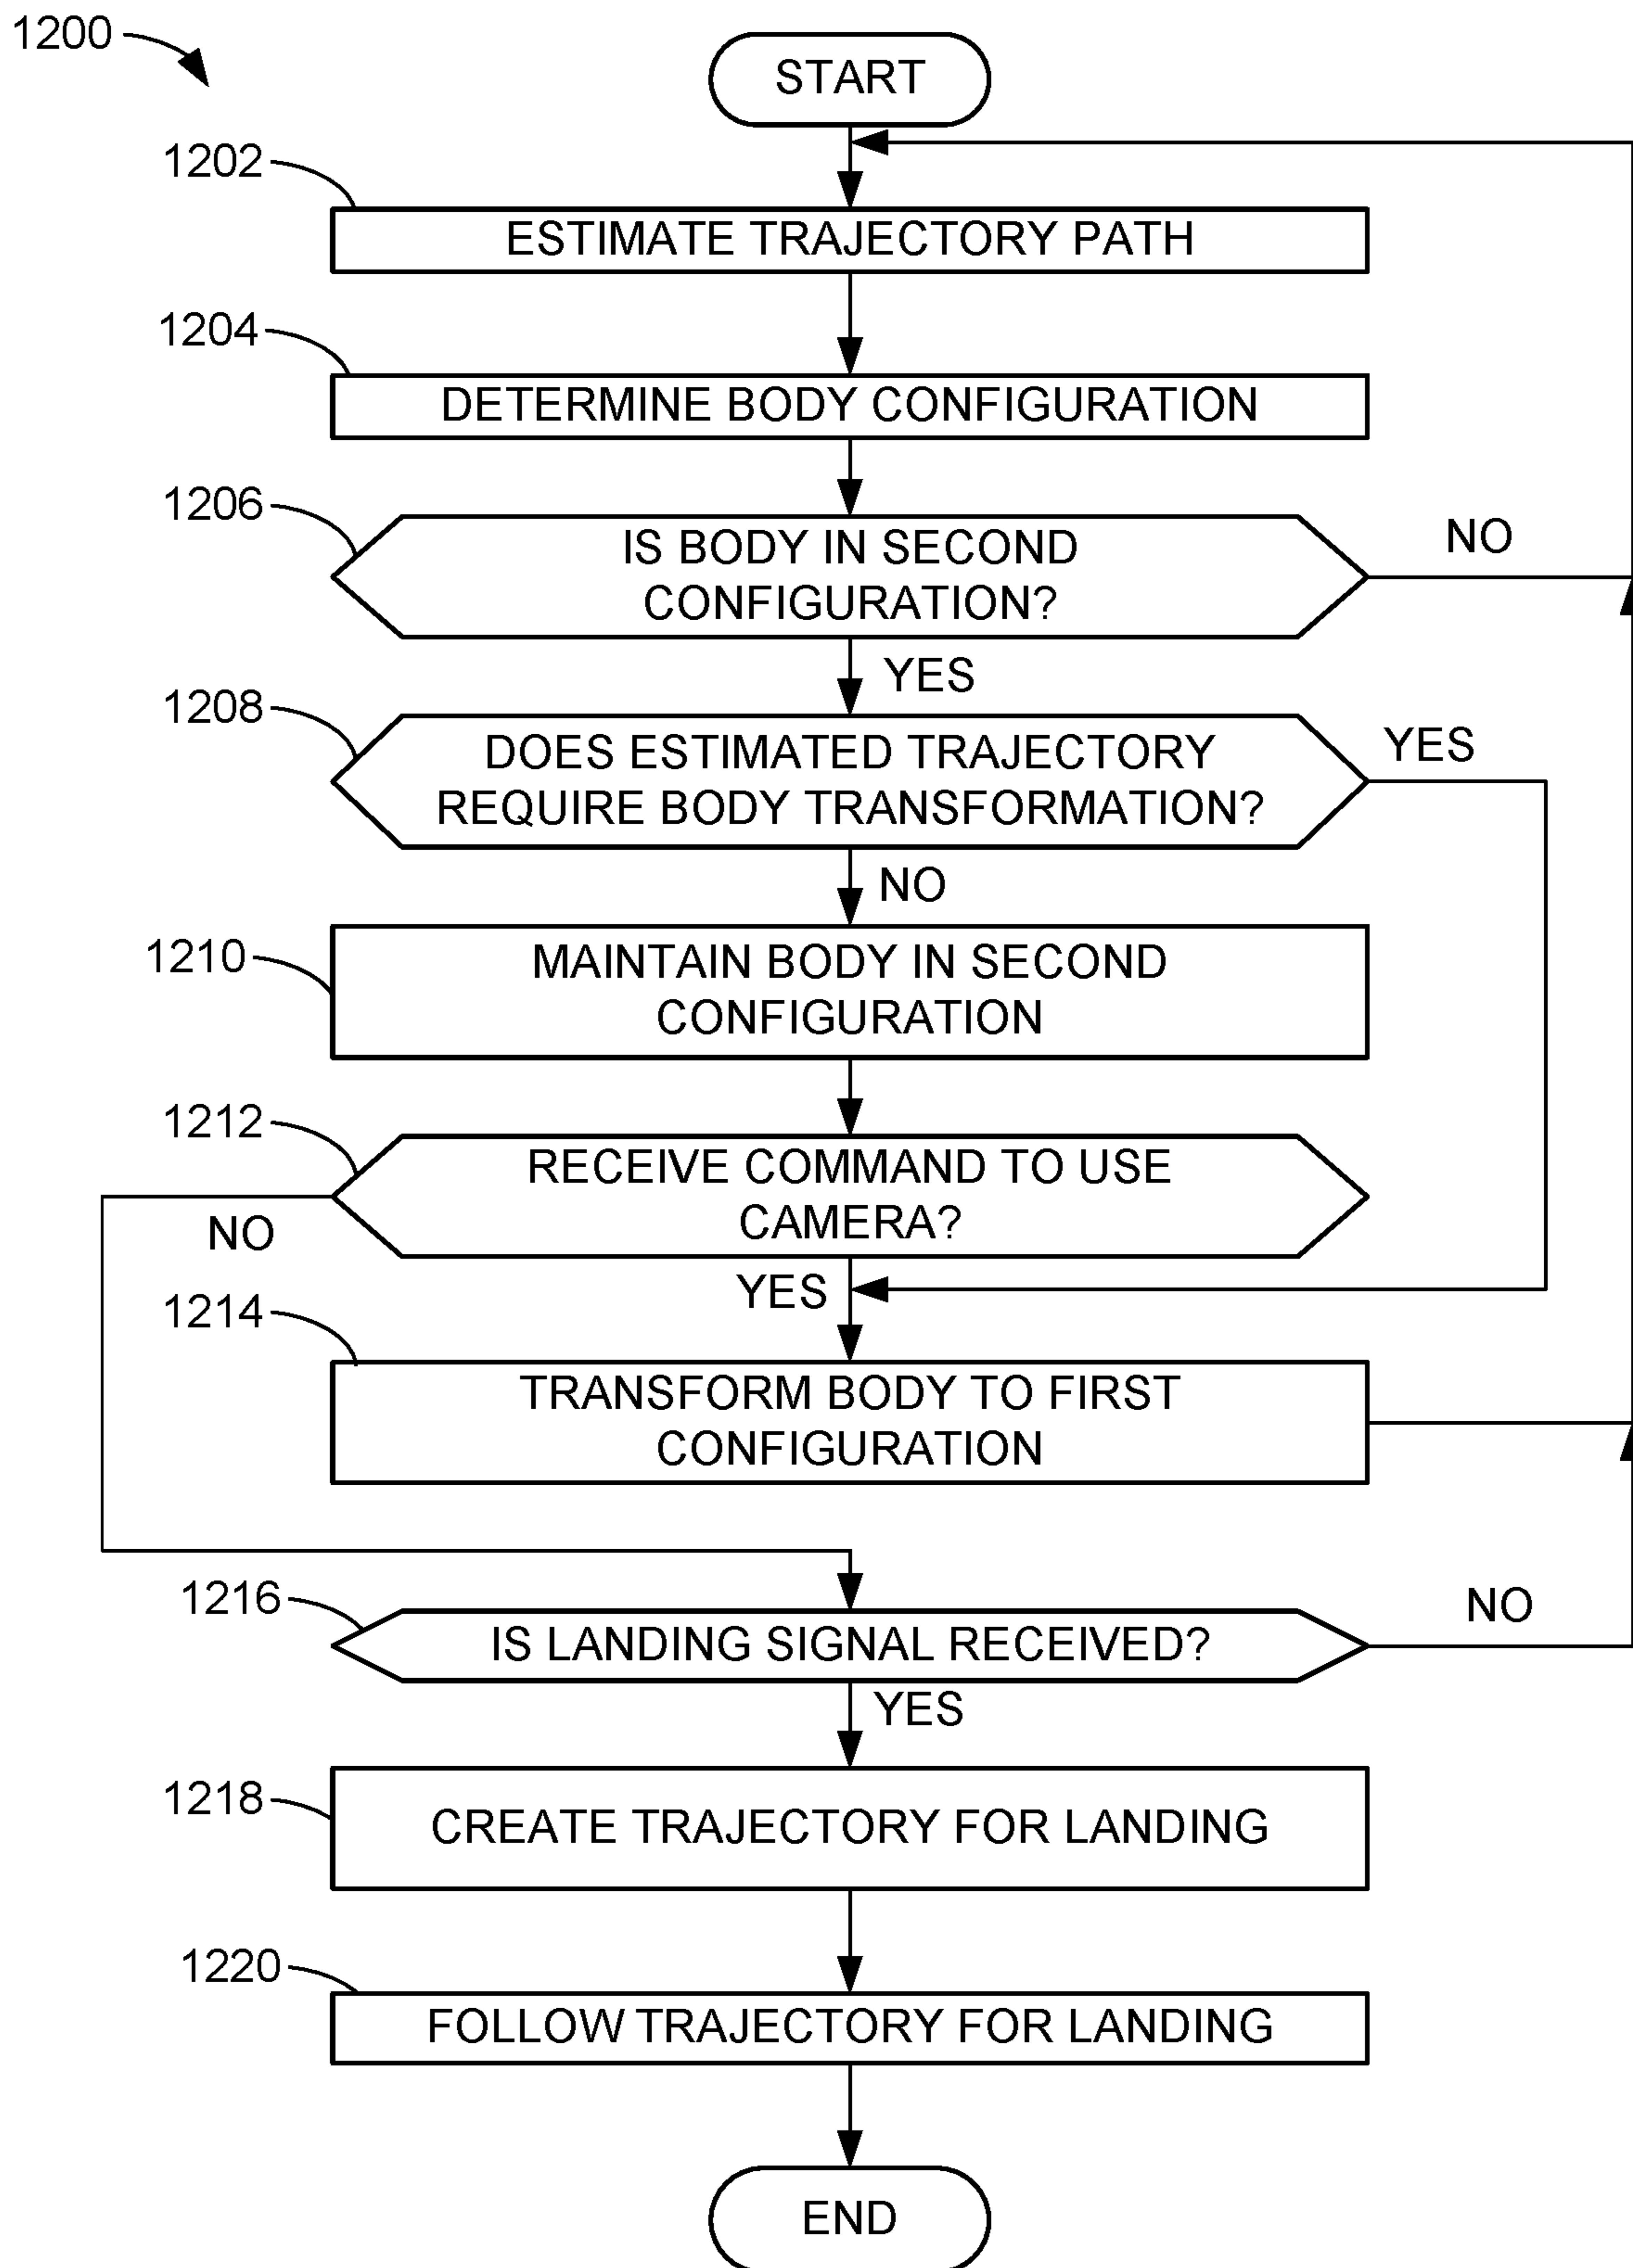 1200
START
1202
ESTIMATE TRAJECTORY PATH
1204
DETERMINE BODY CONFIGURATION
1206
IS BODY IN SECOND
CONFIGURATION?
NO
YES
1208
DOES ESTIMATED TRAJECTORY
REQUIRE BODY TRANSFORMATION?
YES
NO
1210
MAINTAIN BODY IN SECOND
CONFIGURATION
1212
RECEIVE COMMAND TO USE
CAMERA?
NO
YES
1214
TRANSFORM BODY TO FIRST
CONFIGURATION
1216
IS LANDING SIGNAL RECEIVED?
NO
YES
1218
CREATE TRAJECTORY FOR LANDING
1220
FOLLOW TRAJECTORY FOR LANDING
END